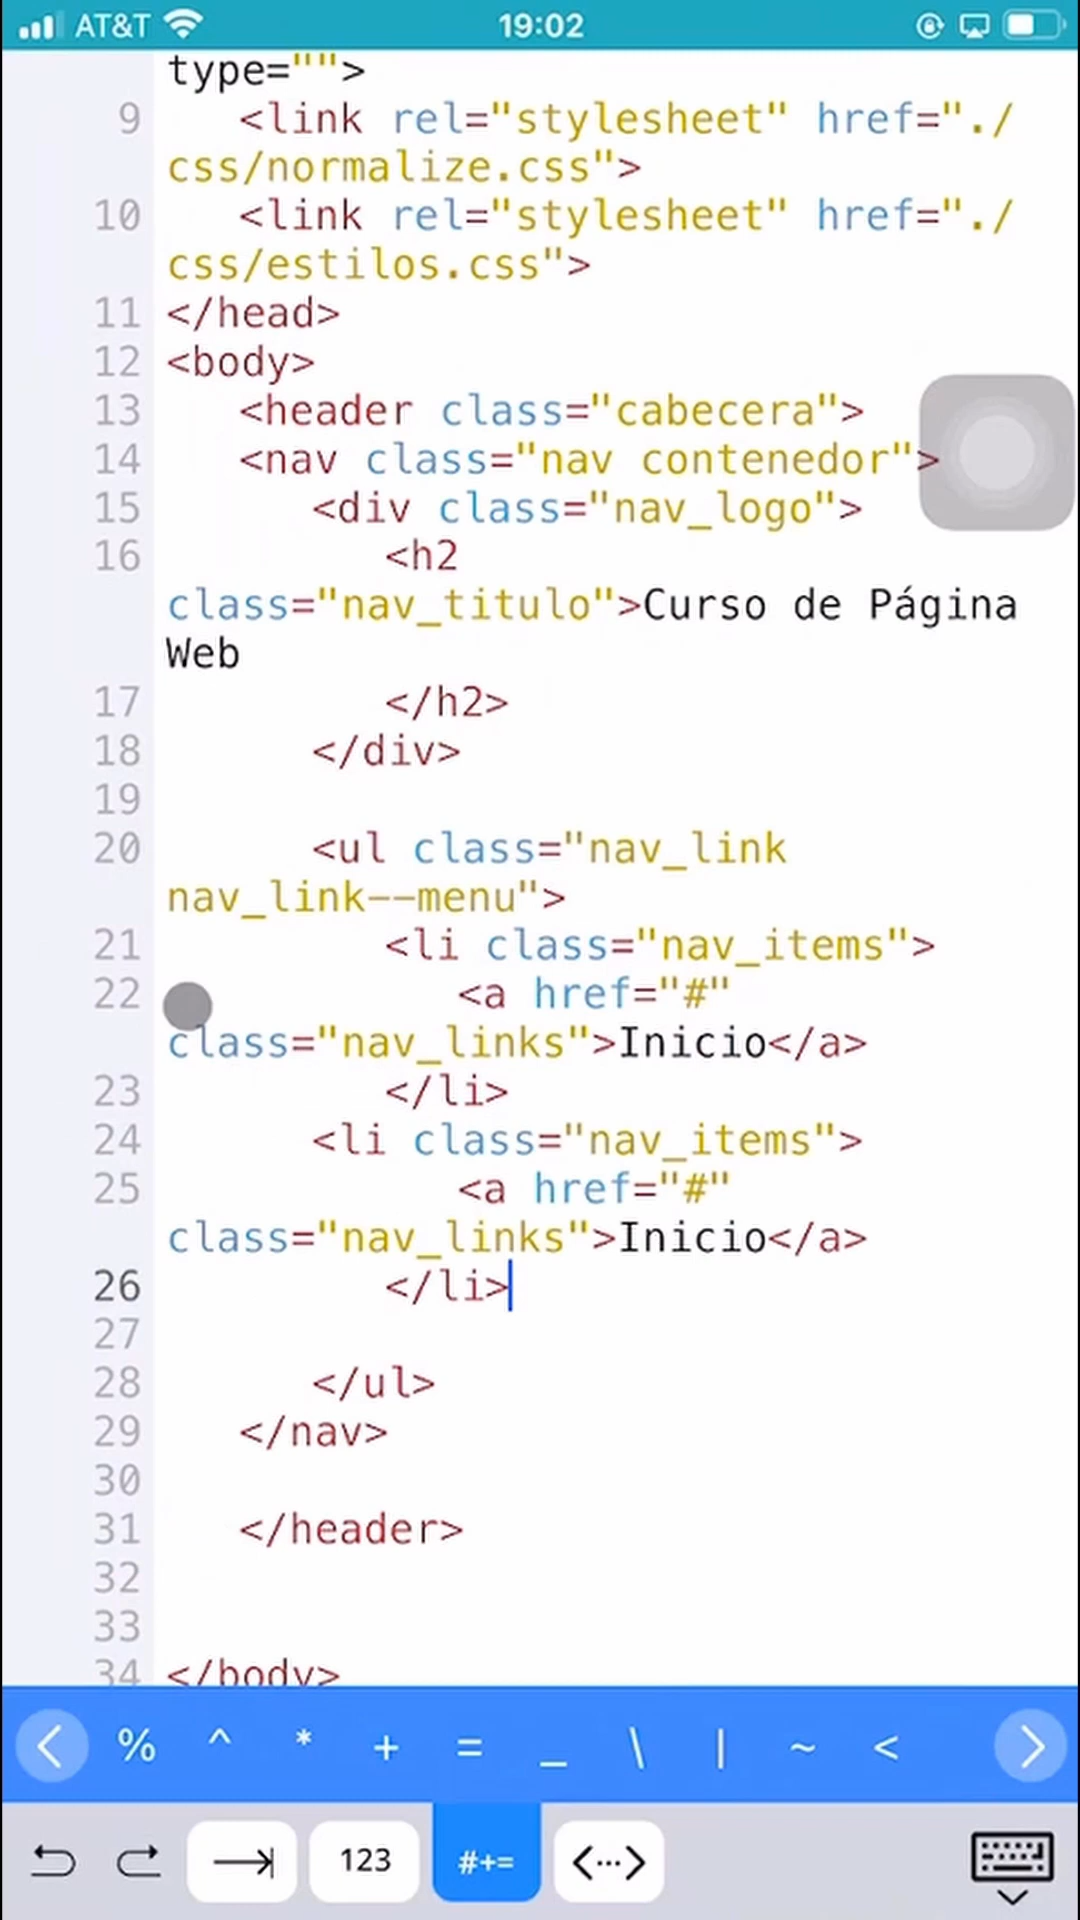 AT&T 19:02
type="">
9 <link rel="stylesheet" href="./
css/normalize.css">
10 <link rel="stylesheet" href="./
css/estilos.css">
11 </head>
12 <body>
13 <header class="cabecera">
14 <nav class="nav contenedor">
15 <div class="nav_logo">
16 <h2
class="nav_titulo">Curso de Página
Web
17 </h2>
18 </div>
19
20 <ul class="nav_link
nav_link--menu">
21 <li class="nav_items">
22 <a href="#"
class="nav_links">Inicio</a>
23 </li>
24 <li class="nav_items">
25 <a href="#"
class="nav_links">Inicio</a>
26 </li>
27
28 </ul>
29 </nav>
30
31 </header>
32
33
34 </body>
% ^ * + = _ \ | ~ <
123 #+= <···>